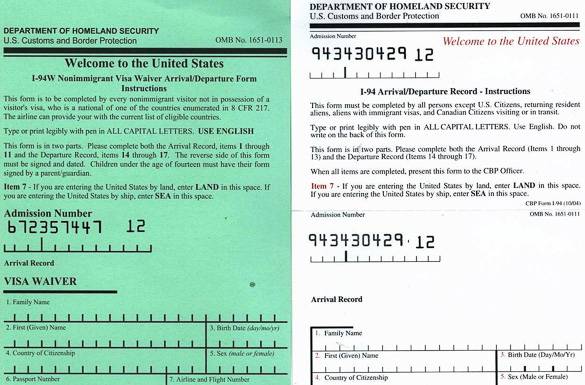 DEPARTMENT OF HOMELAND SECURITY
U.S. Customs and Border Protection
OMB No. 1651-0113
Welcome to the United States
I-94W Nonimmigrant Visa Waiver Arrival/Departure Form
Instructions
This form is to be completed by every nonimmigrant visitor not in possession of a
visitor's visa, who is a national of one of the countries enumerated in 8 CFR 217.
The airline can provide your with the current list of eligible countries.
Type or print legibly with pen in ALL CAPITAL LETTERS. USE ENGLISH
This form is in two parts. Please complete both the Arrival Record, items 1 through
11 and the Departure Record, items 14 through 17. The reverse side of this form
must be signed and dated. Children under the age of fourteen must have their form
signed by a parent/guardian.
Item 7 - If you are entering the United States by land, enter LAND in this space. If
you are entering the United States by ship, enter SEA in this space.
Admission Number
672357447 12
Arrival Record
VISA WAIVER
1. Family Name
2. First (Given) Name
3. Birth Date (day/mo/yr)
4. Country of Citizenship
5. Sex (male or female)
6. Passport Number
7. Airline and Flight Number
DEPARTMENT OF HOMELAND SECURITY
U.S. Customs and Border Protection
OMB No. 1651-0111
Admission Number
Welcome to the United States
943430429 12
I-94 Arrival/Departure Record - Instructions
This form must be completed by all persons except U.S. Citizens, returning resident
aliens, aliens with immigrant visas, and Canadian Citizens visiting or in transit.
Type or print legibly with pen in ALL CAPITAL LETTERS. Use English. Do not
write on the back of this form.
This form is in two parts. Please complete both the Arrival Record (Items 1 through
13) and the Departure Record (Items 14 through 17).
When all items are completed, present this form to the CBP Officer.
Item 7 - If you are entering the United States by land, enter LAND in this space. If
you are entering the United States by ship, enter SEA in this space.
CBP Form I-94 (10/04)
Admission Number
OMB No. 1651-0111
943430429 12
Arrival Record
1. Family Name
2. First (Given) Name
3. Birth Date (Day/Mo/Yr)
4. Country of Citizenship
5. Sex (Male or Female)